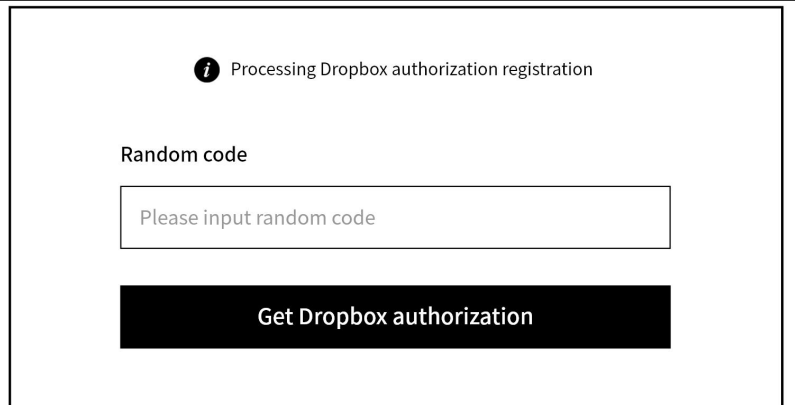 i Processing Dropbox authorization registration
Random code
Please input random code
Get Dropbox authorization